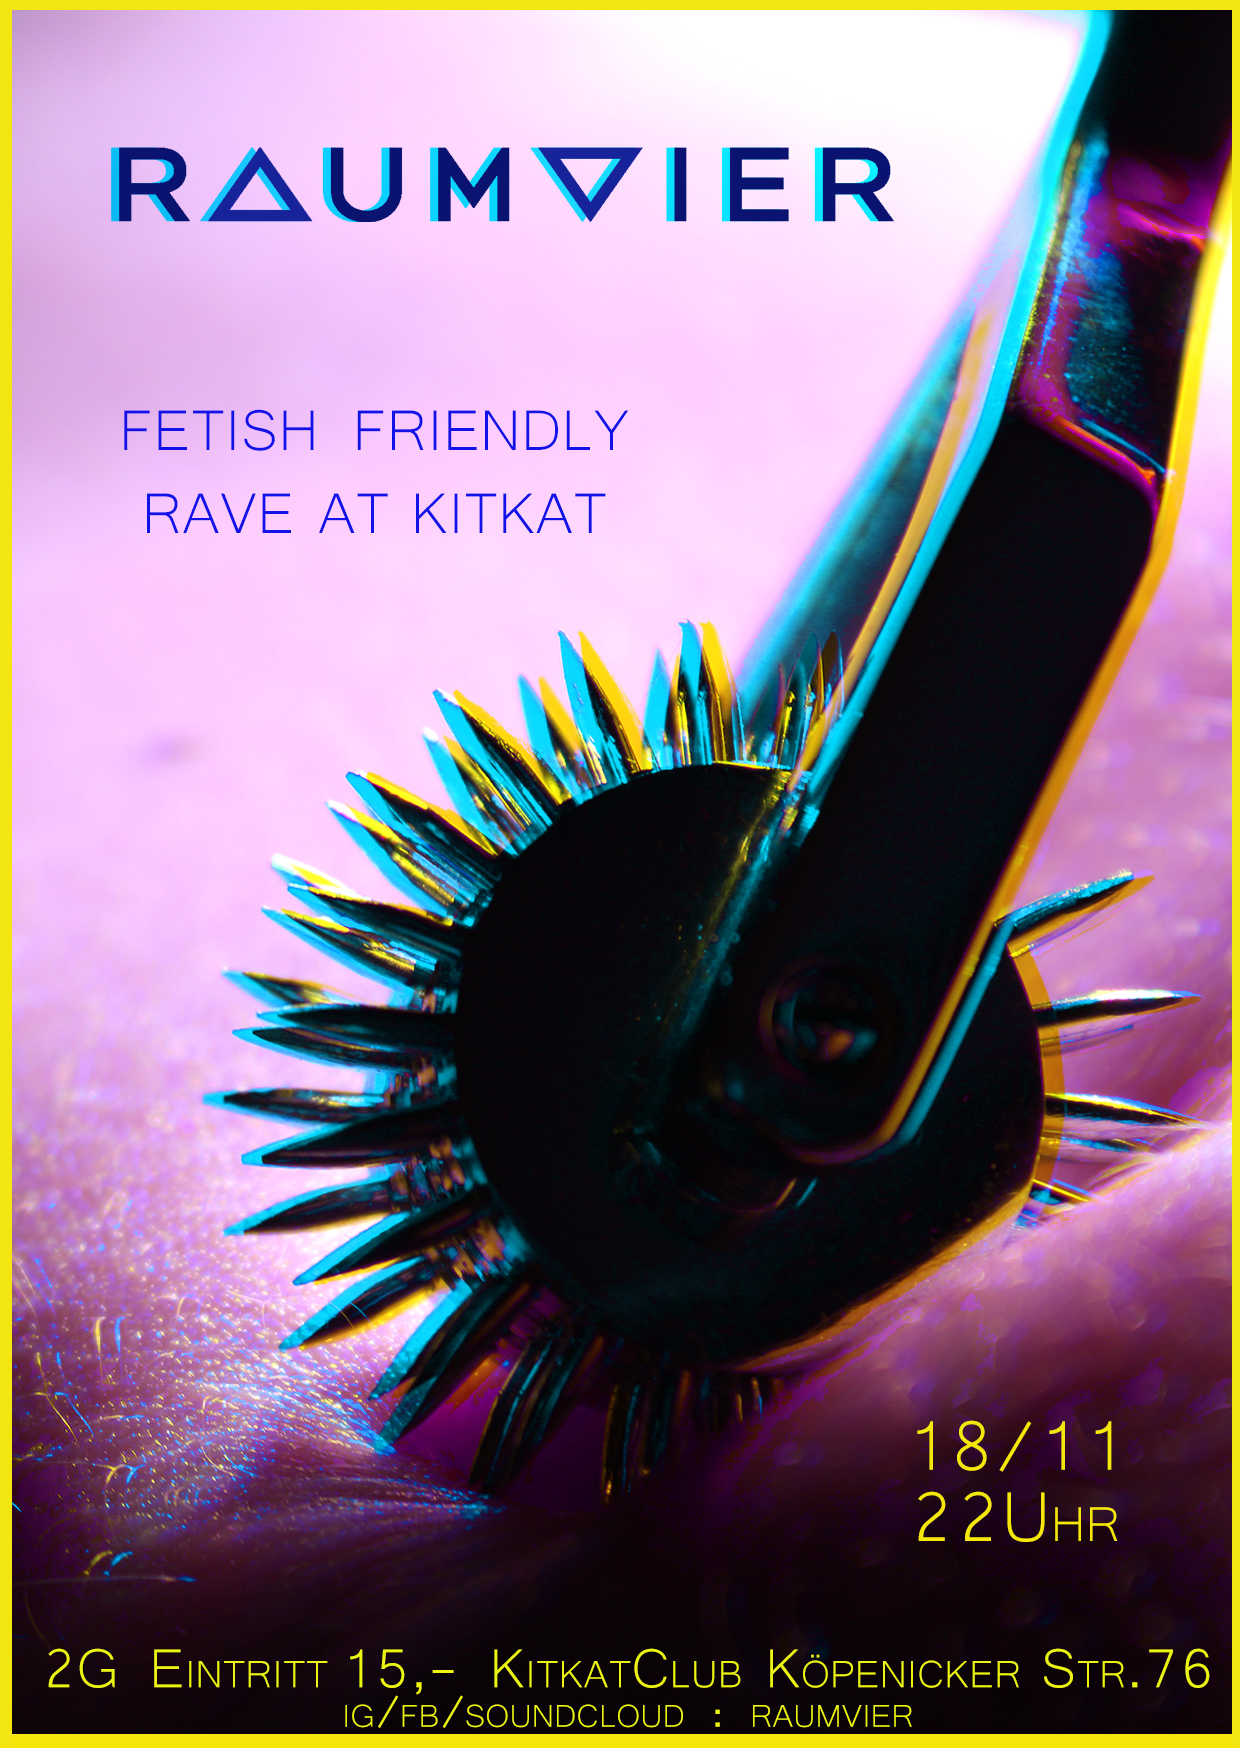 RAUMVIER
FETISH FRIENDLY
RAVE AT KITKAT
18/11
22UHR
2G EINTRITT 15,- KITKATCLUB KÖPENICKER STR.76
IG/FB/SOUNDCLOUD : RAUMVIER